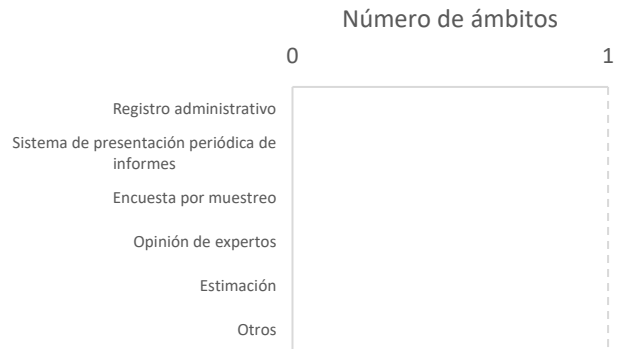 Número de ámbitos
0 1
Registro administrativo
Sistema de presentación periódica de
informes
Encuesta por muestreo
Opinión de expertos
Estimación
Otros